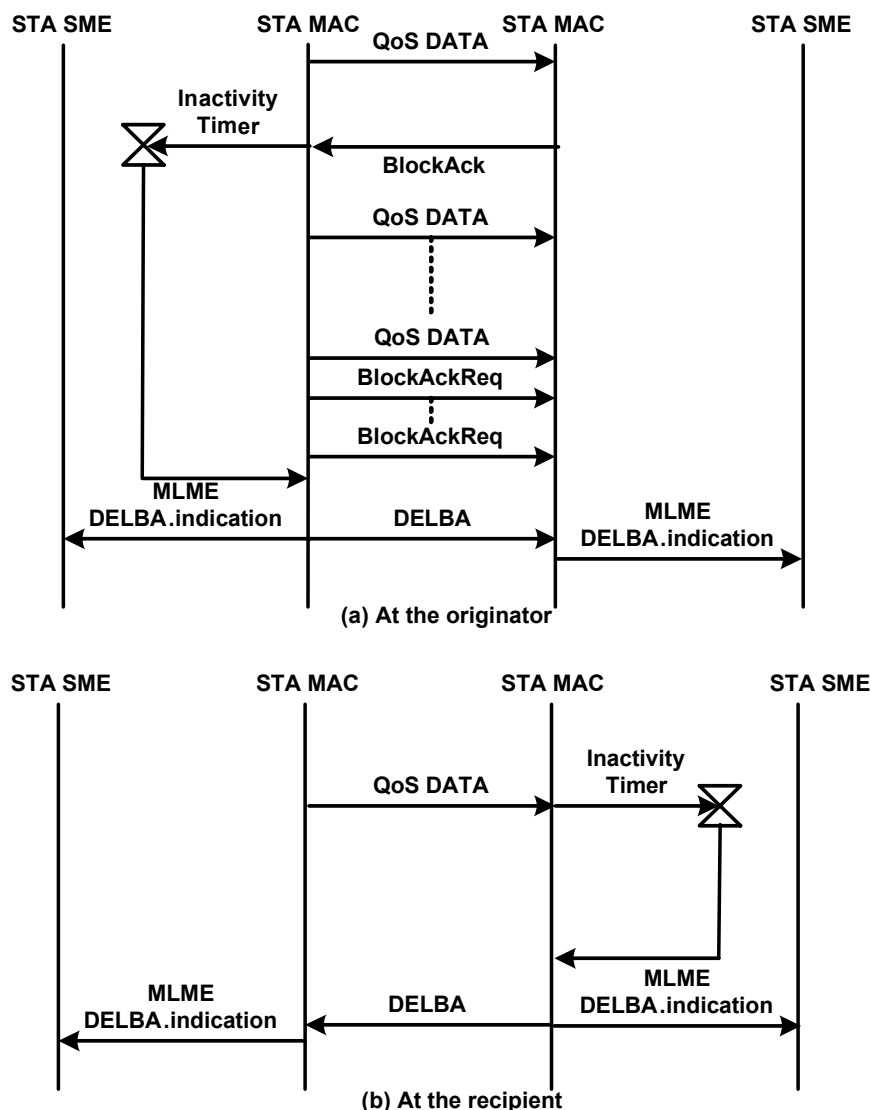 STA SME STA MAC STA MAC STA SME
QoS DATA
Inactivity
Timer
BlockAck
QoS DATA
QoS DATA
BlockAckReq
BlockAckReq
MLME
DELBA.indication
DELBA
MLME
DELBA.indication
(a) At the originator
STA SME STA MAC STA MAC STA SME
QoS DATA
Inactivity
Timer
MLME
DELBA.indication
DELBA
MLME
DELBA.indication
(b) At the recipient